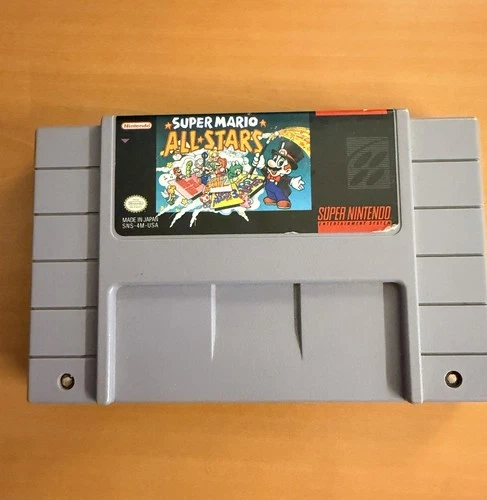 Nintendo
SUPER MARIO
ALL★STARS
MADE IN JAPAN
SNS-4M-USA
SUPER NINTENDO
ENTERTAINMENT SYSTEM